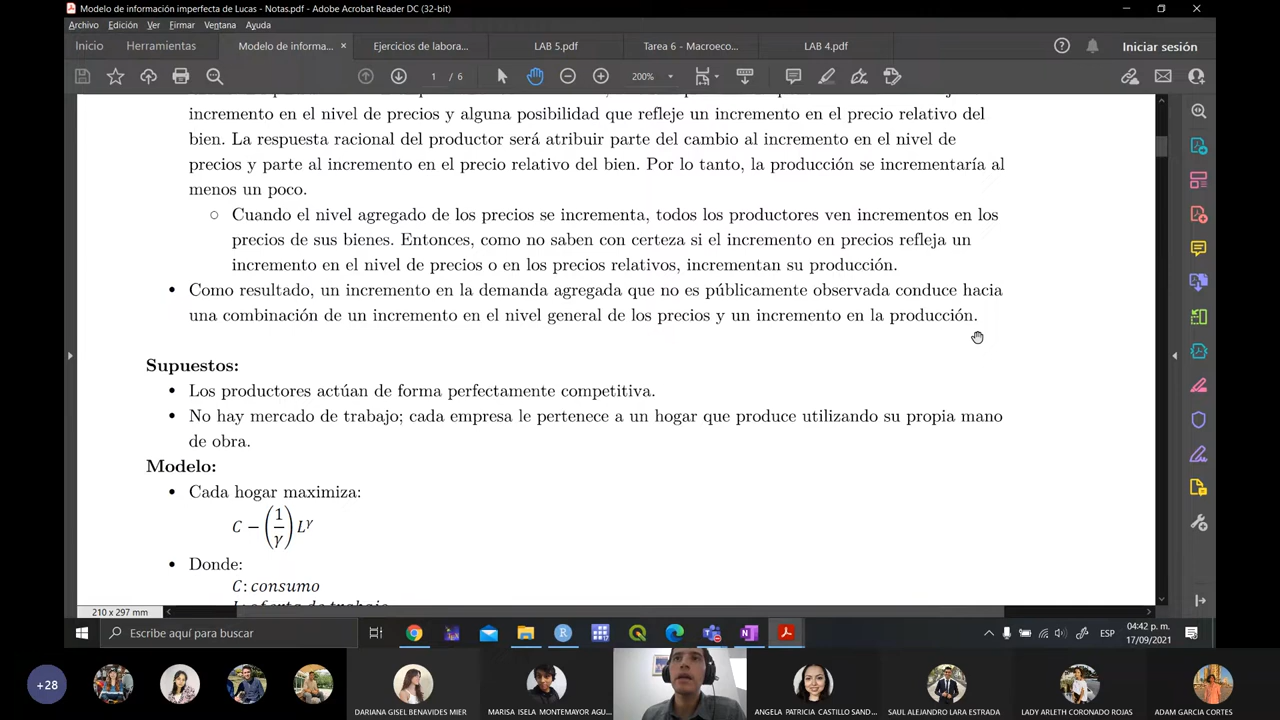 Modelo de información imperfecta de Lucas - Notas.pdf - Adobe Acrobat Reader DC (32-bit)
Archivo Edición Ver Firmar Ventana Ayuda
Inicio Herramientas Modelo de informa... × Ejercicios de labora... LAB 5.pdf Tarea 6 - Macroeco... LAB 4.pdf Iniciar sesión
1 / 6 200%
incremento en el nivel de precios y alguna posibilidad que refleje un incremento en el precio relativo del
bien. La respuesta racional del productor será atribuir parte del cambio al incremento en el nivel de
precios y parte al incremento en el precio relativo del bien. Por lo tanto, la producción se incrementaría al
menos un poco.
○ Cuando el nivel agregado de los precios se incrementa, todos los productores ven incrementos en los
precios de sus bienes. Entonces, como no saben con certeza si el incremento en precios refleja un
incremento en el nivel de precios o en los precios relativos, incrementan su producción.
• Como resultado, un incremento en la demanda agregada que no es públicamente observada conduce hacia
una combinación de un incremento en el nivel general de los precios y un incremento en la producción.
Supuestos:
• Los productores actúan de forma perfectamente competitiva.
• No hay mercado de trabajo; cada empresa le pertenece a un hogar que produce utilizando su propia mano
de obra.
Modelo:
• Cada hogar maximiza:
C − (1/γ) L^γ
• Donde:
C: consumo
L: oferta de trabajo
210 x 297 mm
Escribe aquí para buscar
ESP
04:42 p. m.
17/09/2021
+28
DARIANA GISEL BENAVIDES MIER
MARISA ISELA MONTEMAYOR AGU...
ANGELA PATRICIA CASTILLO SAND...
SAUL ALEJANDRO LARA ESTRADA
LADY ARLETH CORONADO ROJAS
ADAM GARCIA CORTES